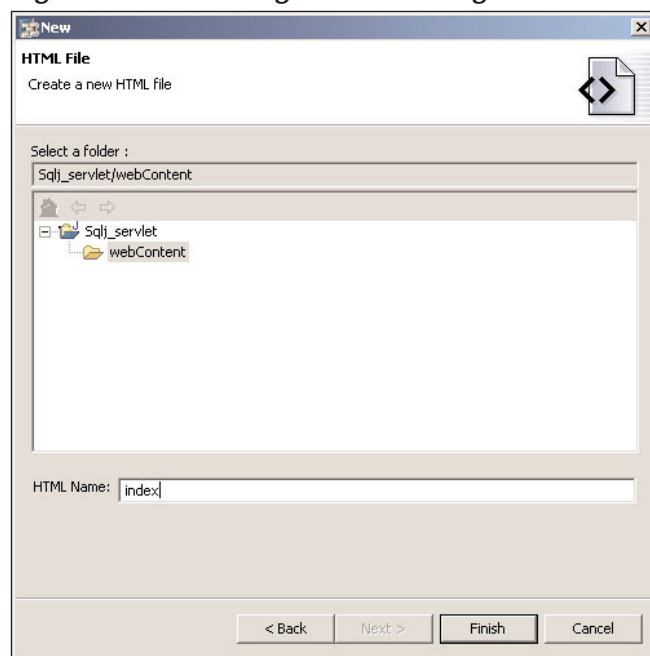 New
HTML File
Create a new HTML file
Select a folder :
Sqlj_servlet/webContent
Sqlj_servlet
webContent
HTML Name: index
< Back Next > Finish Cancel